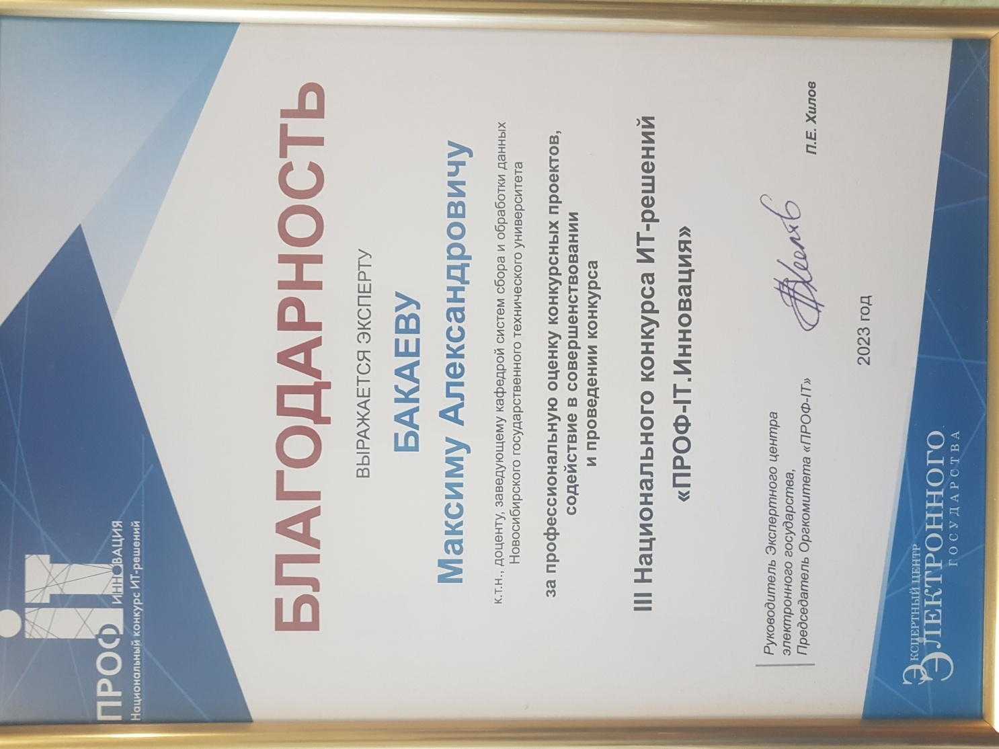 ПРОФ ИННОВАЦИЯ
Национальный конкурс ИТ-решений
БЛАГОДАРНОСТЬ
ВЫРАЖАЕТСЯ ЭКСПЕРТУ
БАКАЕВУ
Максиму Александровичу
к.т.н., доценту, заведующему кафедрой систем сбора и обработки данных
Новосибирского государственного технического университета
за профессиональную оценку конкурсных проектов,
содействие в совершенствовании
и проведении конкурса
III Национального конкурса ИТ-решений
«ПРОФ-IT.Инновация»
Руководитель Экспертного центра
электронного государства,
Председатель Оргкомитета «ПРОФ-IT»
П.Е. Хилов
2023 год
ЭКСПЕРТНЫЙ ЦЕНТР
ЭЛЕКТРОННОГО
ГОСУДАРСТВА